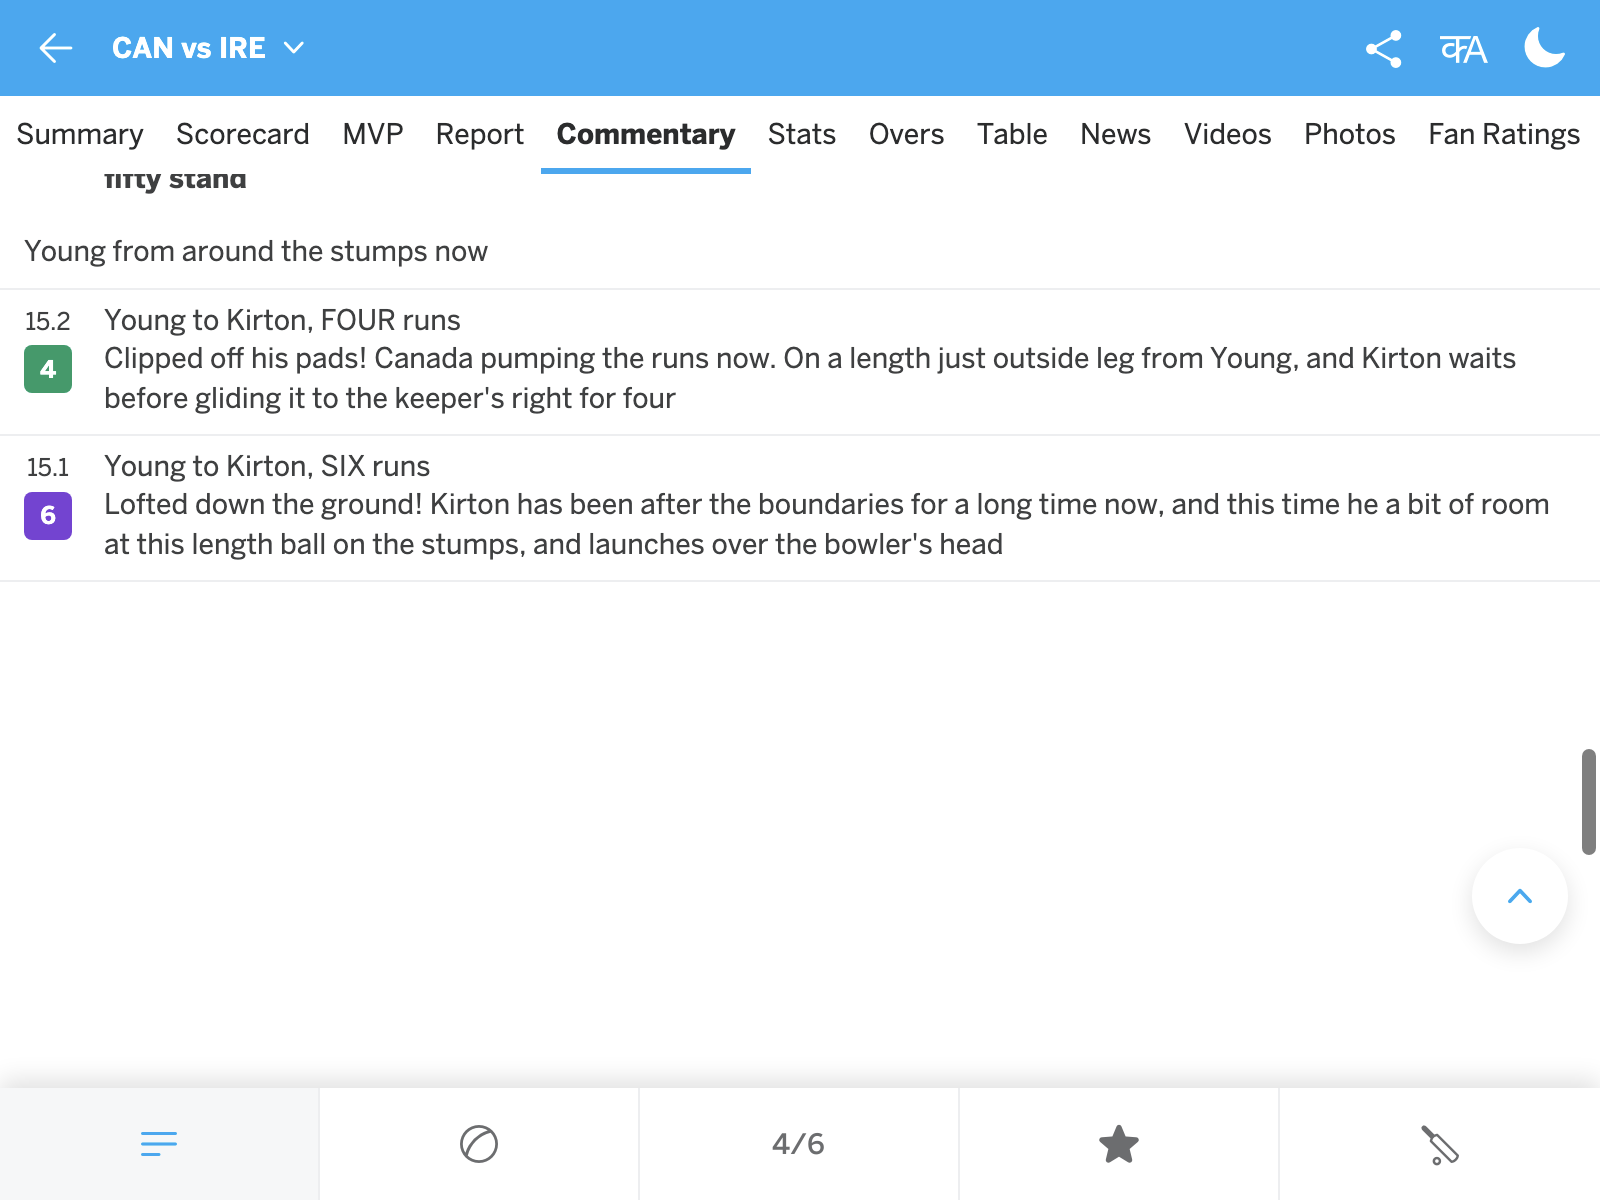 CAN vs IRE
क A
Summary Scorecard MVP Report Commentary Stats Overs Table News Videos Photos Fan Ratings
fifty stand
Young from around the stumps now
15.2 Young to Kirton, FOUR runs
4 Clipped off his pads! Canada pumping the runs now. On a length just outside leg from Young, and Kirton waits
before gliding it to the keeper's right for four
15.1 Young to Kirton, SIX runs
6 Lofted down the ground! Kirton has been after the boundaries for a long time now, and this time he a bit of room
at this length ball on the stumps, and launches over the bowler's head
4/6